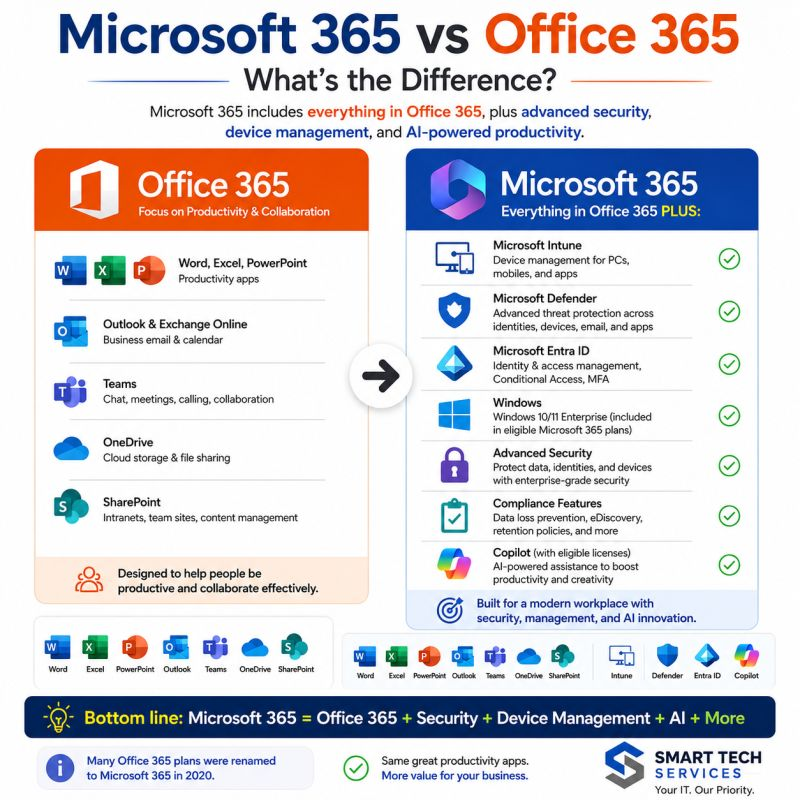 Microsoft 365 vs Office 365
What's the Difference?
Microsoft 365 includes everything in Office 365, plus advanced security,
device management, and AI-powered productivity.
Office 365
Focus on Productivity & Collaboration
W X P
Word, Excel, PowerPoint
Productivity apps
O
Outlook & Exchange Online
Business email & calendar
T
Teams
Chat, meetings, calling, collaboration
OneDrive
Cloud storage & file sharing
S
SharePoint
Intranets, team sites, content management
Designed to help people be
productive and collaborate effectively.
Microsoft 365
Everything in Office 365 PLUS:
Microsoft Intune
Device management for PCs,
mobiles, and apps
Microsoft Defender
Advanced threat protection across
identities, devices, email, and apps
Microsoft Entra ID
Identity & access management,
Conditional Access, MFA
Windows
Windows 10/11 Enterprise (included
in eligible Microsoft 365 plans)
Advanced Security
Protect data, identities, and devices
with enterprise-grade security
Compliance Features
Data loss prevention, eDiscovery,
retention policies, and more
Copilot (with eligible licenses)
AI-powered assistance to boost
productivity and creativity
Built for a modern workplace with
security, management, and AI innovation.
W X P O T S
Word Excel PowerPoint Outlook Teams OneDrive SharePoint
W X P O T S
Word Excel PowerPoint Outlook Teams OneDrive SharePoint Intune Defender Entra ID Copilot
Bottom line: Microsoft 365 = Office 365 + Security + Device Management + AI + More
i
Many Office 365 plans were renamed
to Microsoft 365 in 2020.
Same great productivity apps.
More value for your business.
SMART TECH
SERVICES
Your IT. Our Priority.